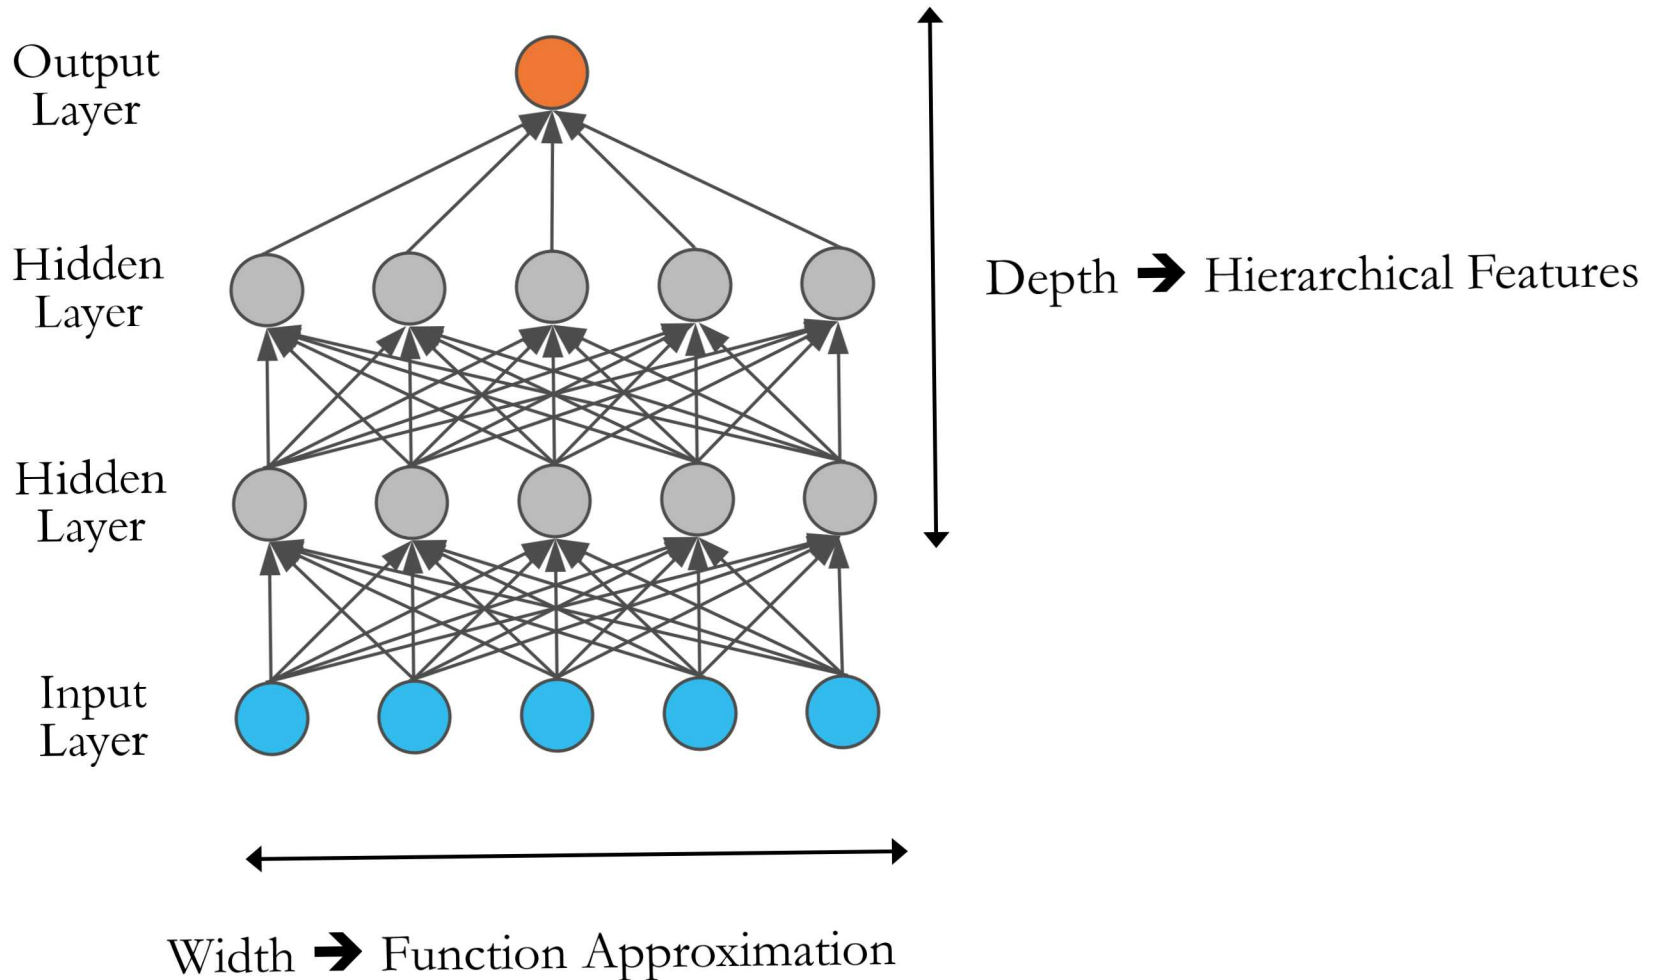 Output
Layer
Hidden
Layer
Depth → Hierarchical Features
Hidden
Layer
Input
Layer
Width → Function Approximation